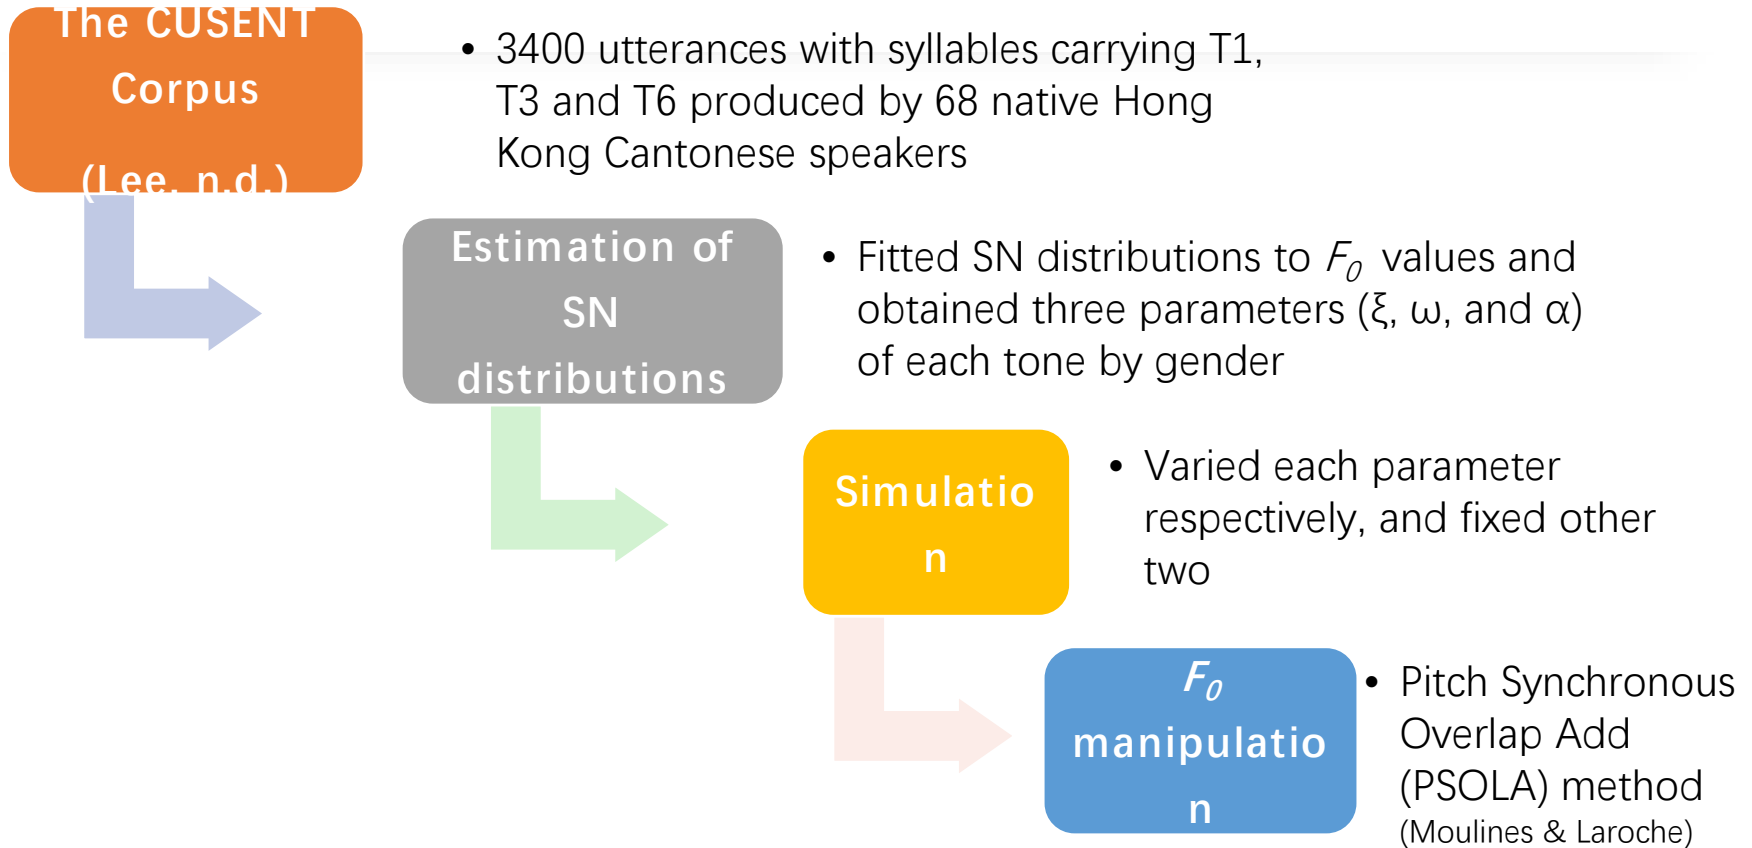 The CUSENT
Corpus
(Lee, n.d.)
• 3400 utterances with syllables carrying T1,
T3 and T6 produced by 68 native Hong
Kong Cantonese speakers
Estimation of
SN
distributions
• Fitted SN distributions to F₀ values and
obtained three parameters (ξ, ω, and α)
of each tone by gender
Simulatio
n
• Varied each parameter
respectively, and fixed other
two
F₀
manipulatio
n
• Pitch Synchronous
Overlap Add
(PSOLA) method
(Moulines & Laroche)